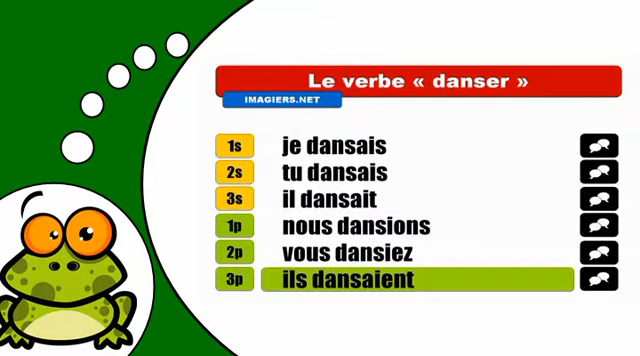 Le verbe « danser »
IMAGIERS.NET
1s je dansais
2s tu dansais
3s il dansait
1p nous dansions
2p vous dansiez
3p ils dansaient